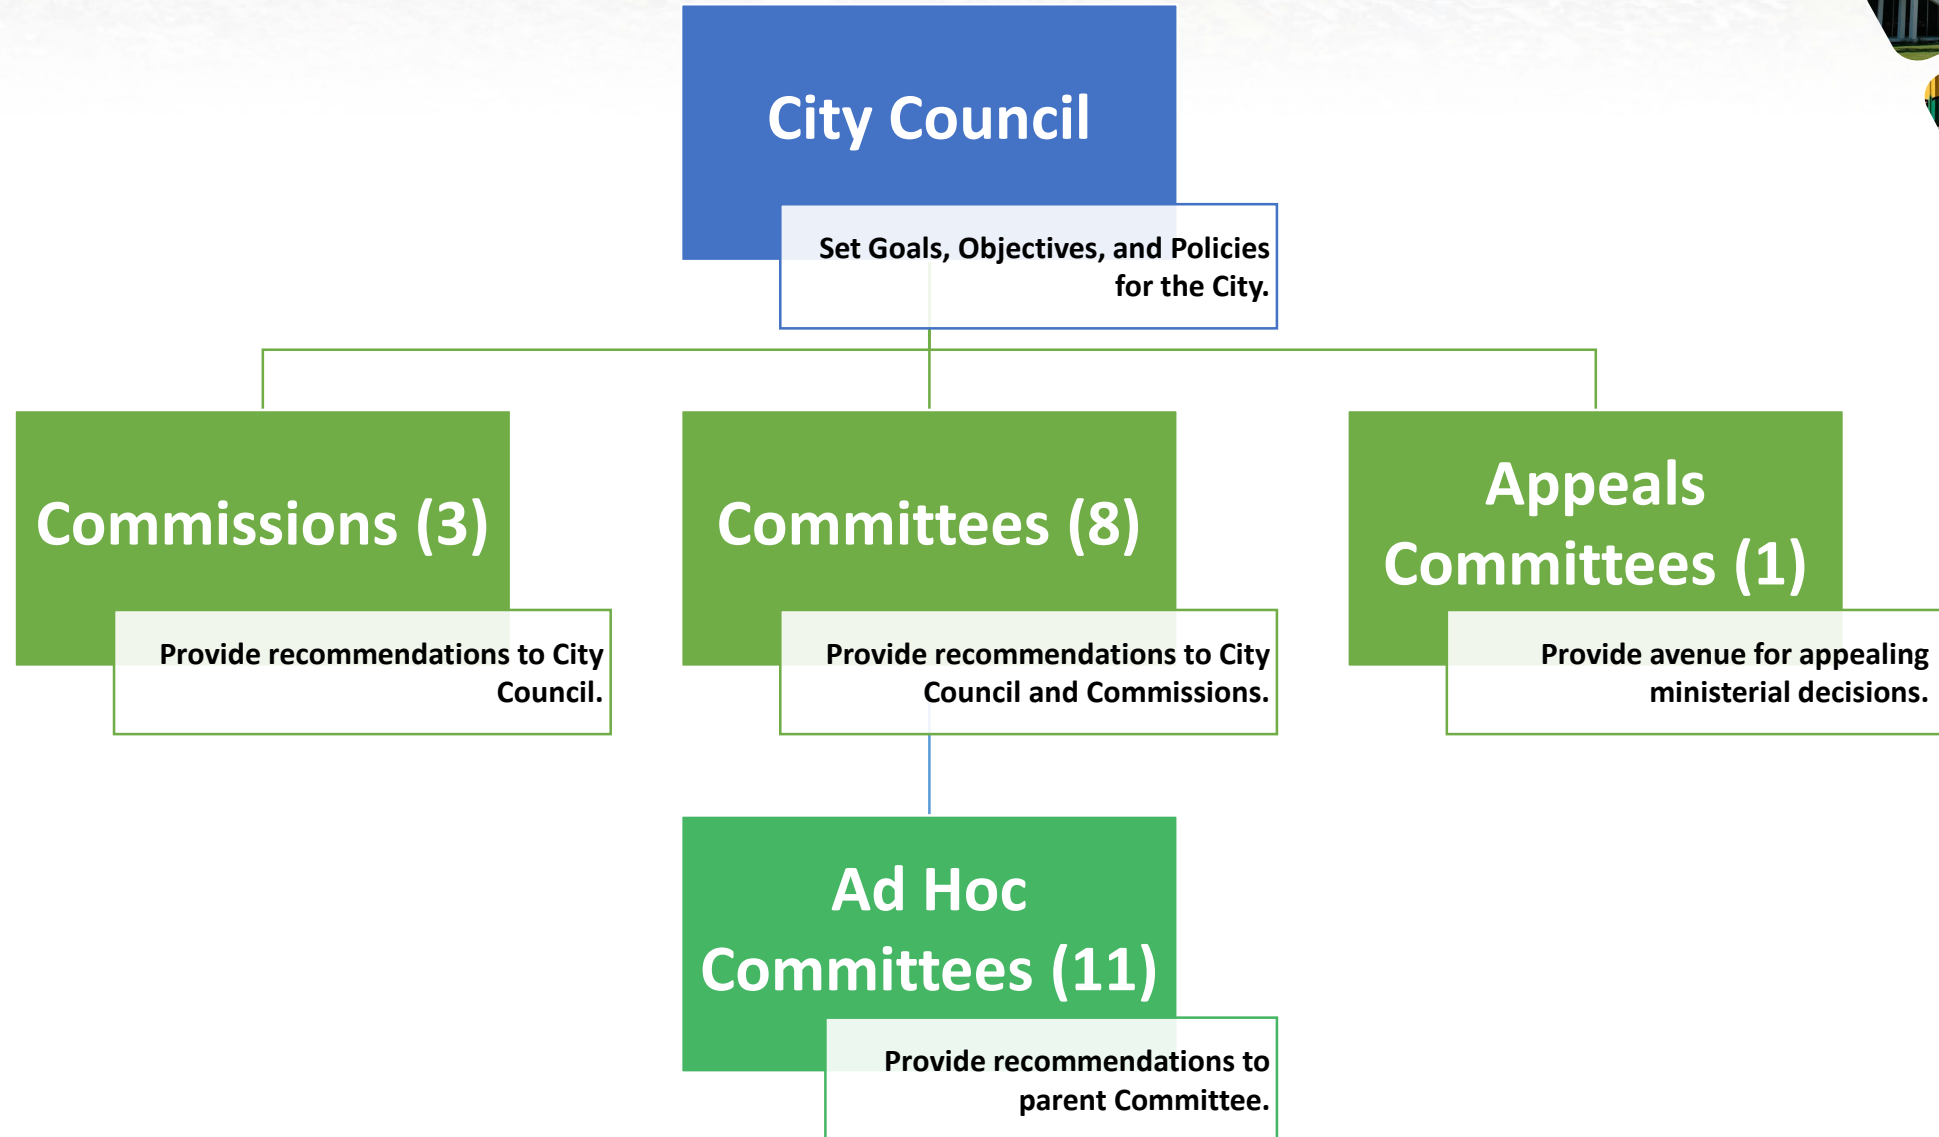 City Council
Set Goals, Objectives, and Policies
for the City.
Commissions (3)
Provide recommendations to City
Council.
Committees (8)
Provide recommendations to City
Council and Commissions.
Appeals
Committees (1)
Provide avenue for appealing
ministerial decisions.
Ad Hoc
Committees (11)
Provide recommendations to
parent Committee.